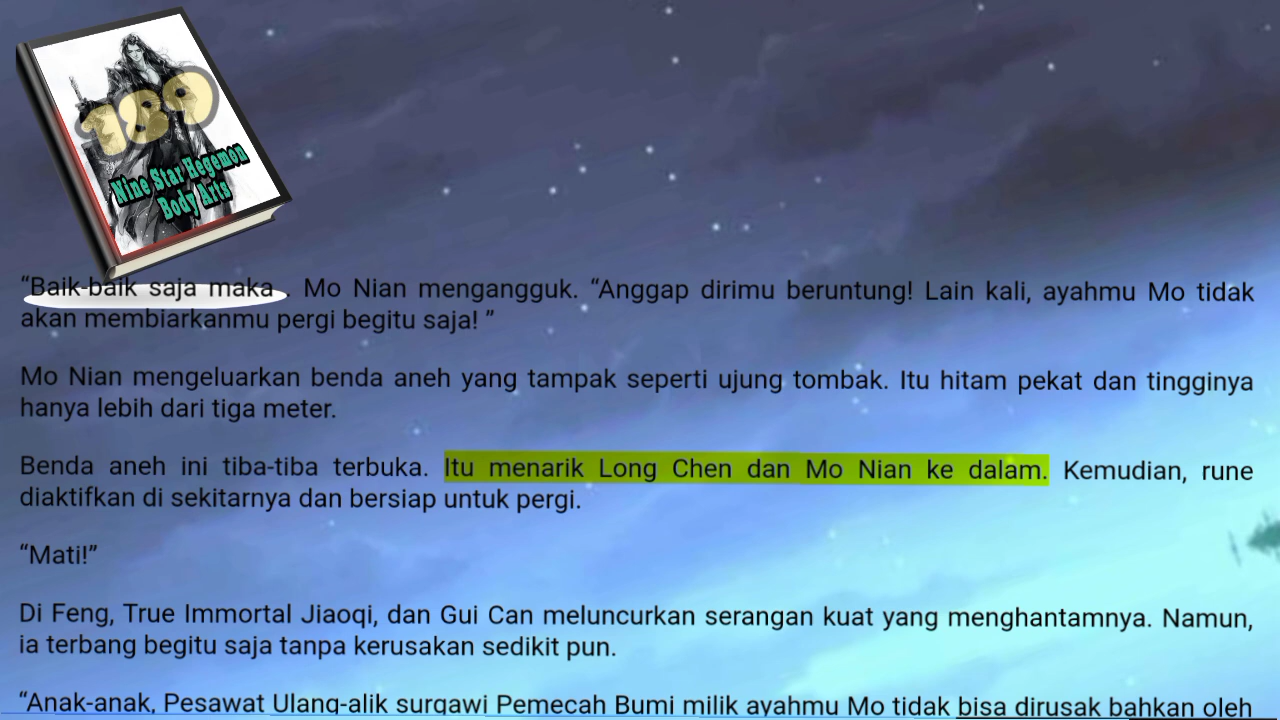 189
Nine Star Hegemon
Body Arts
“Baik-baik saja maka . Mo Nian mengangguk. “Anggap dirimu beruntung! Lain kali, ayahmu Mo tidak
akan membiarkanmu pergi begitu saja! ”
Mo Nian mengeluarkan benda aneh yang tampak seperti ujung tombak. Itu hitam pekat dan tingginya
hanya lebih dari tiga meter.
Benda aneh ini tiba-tiba terbuka. Itu menarik Long Chen dan Mo Nian ke dalam. Kemudian, rune
diaktifkan di sekitarnya dan bersiap untuk pergi.
“Mati!”
Di Feng, True Immortal Jiaoqi, dan Gui Can meluncurkan serangan kuat yang menghantamnya. Namun,
ia terbang begitu saja tanpa kerusakan sedikit pun.
“Anak-anak, Pesawat Ulang-alik surgawi Pemecah Bumi milik ayahmu Mo tidak bisa dirusak bahkan oleh